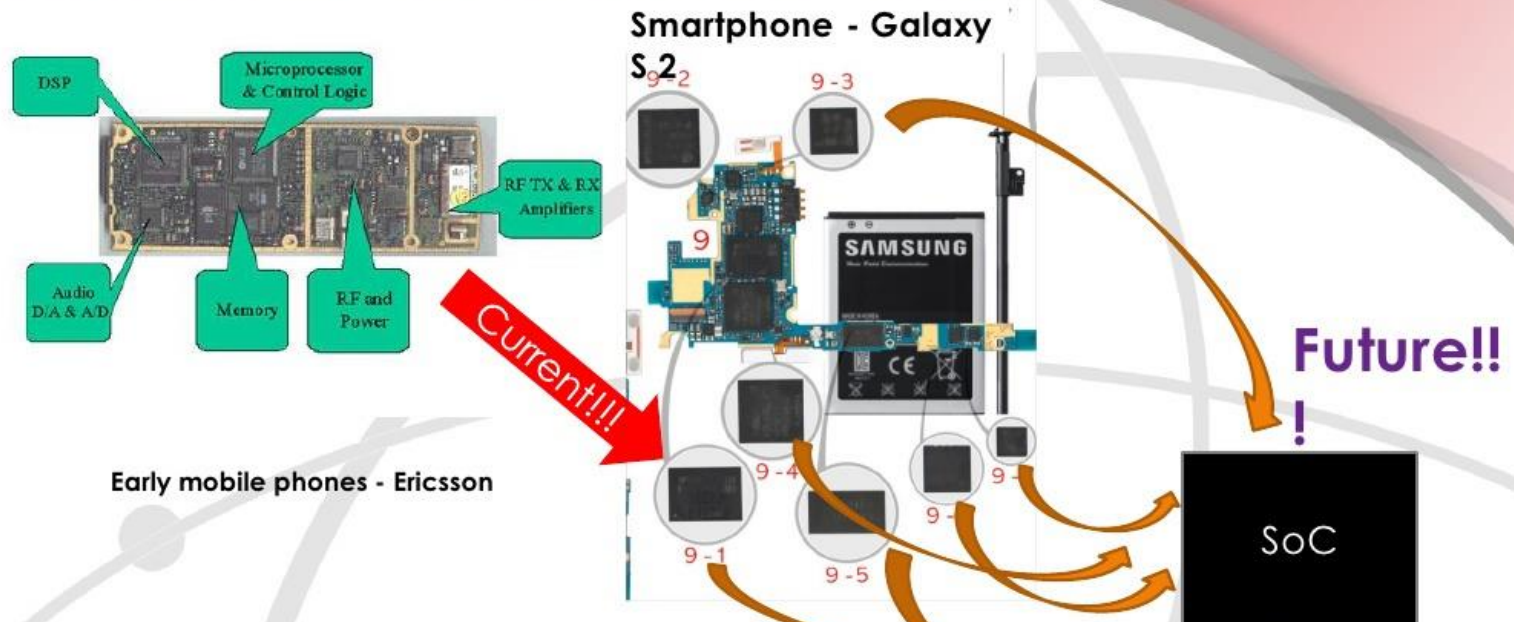 Smartphone - Galaxy
S 2
9-2
9-3
DSP
Microprocessor
& Control Logic
RF TX & RX
Amplifiers
Audio
D/A & A/D
Memory
RF and
Power
9
SAMSUNG
CE
Current!!!
Future!!
!
9-4
9-
9-
9-1
9-5
Early mobile phones - Ericsson
SoC